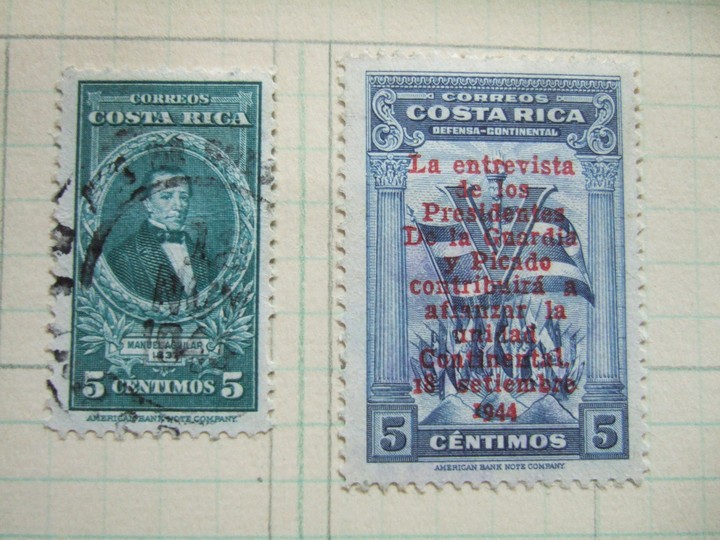 CORREOS
COSTA RICA
MANUEL AGUILAR
5 CENTIMOS 5
AMERICAN BANK NOTE COMPANY
CORREOS
COSTA RICA
DEFENSA-CONTINENTAL
La entrevista
de los
Presidentes
De la Guardia
y Picado
contribuirá a
afianzar la
unidad
Continental
18 setiembre
1944
5 CÉNTIMOS 5
AMERICAN BANK NOTE COMPANY